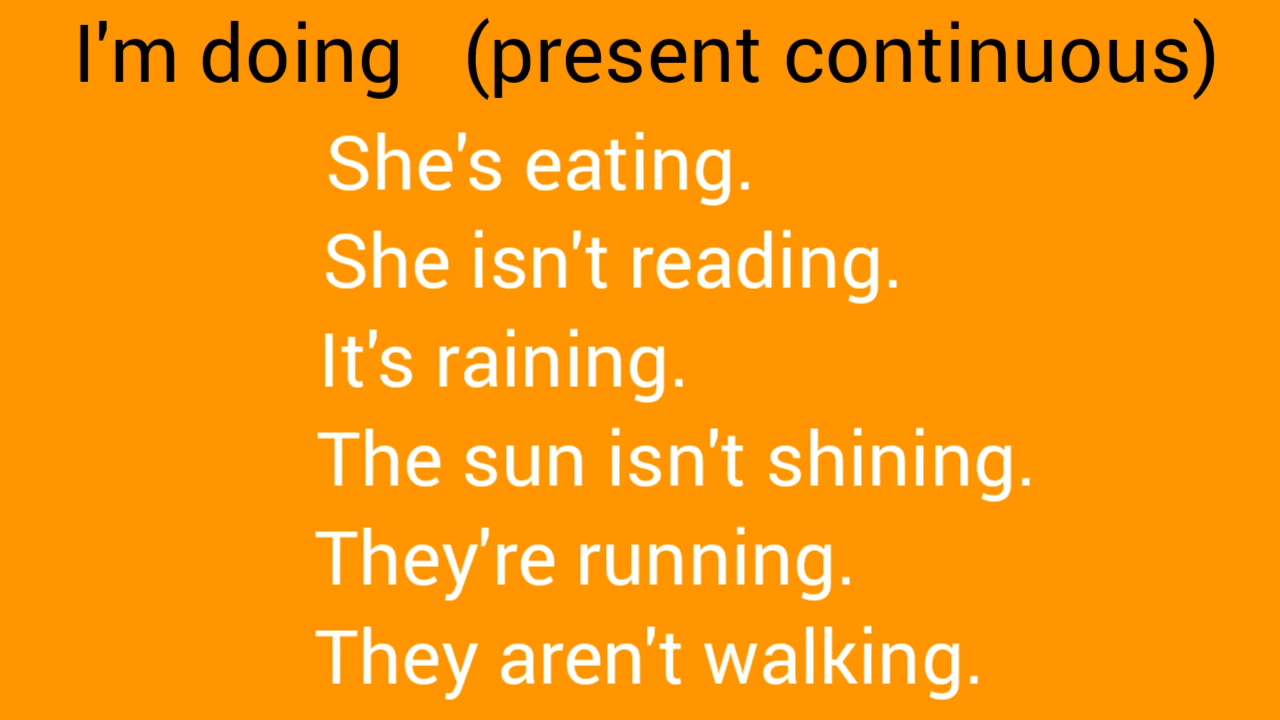 I'm doing (present continuous)
She's eating.
She isn't reading.
It's raining.
The sun isn't shining.
They're running.
They aren't walking.